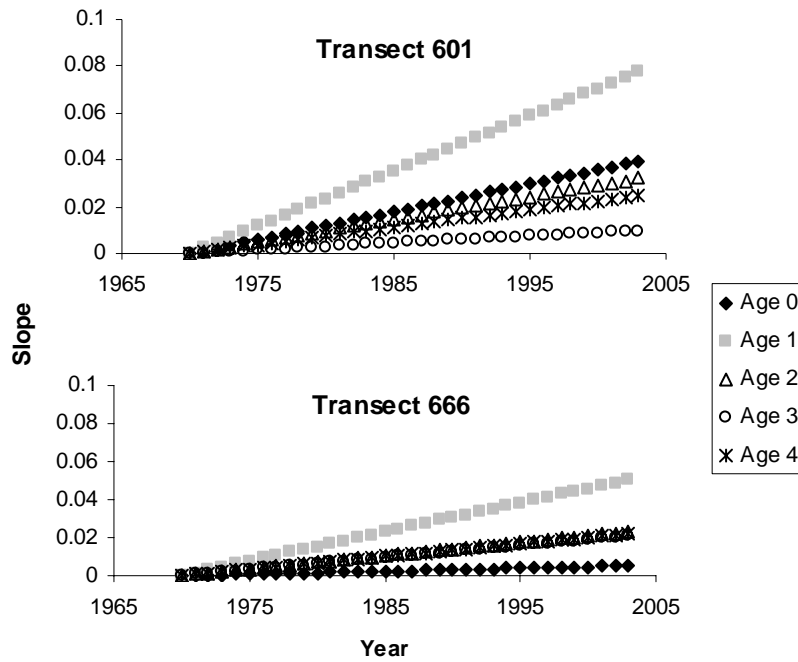 Transect 601
0.1
0.08
0.06
0.04
0.02
0
1965 1975 1985 1995 2005
Slope
Age 0
Age 1
Age 2
Age 3
Age 4
Transect 666
0.1
0.08
0.06
0.04
0.02
0
1965 1975 1985 1995 2005
Year